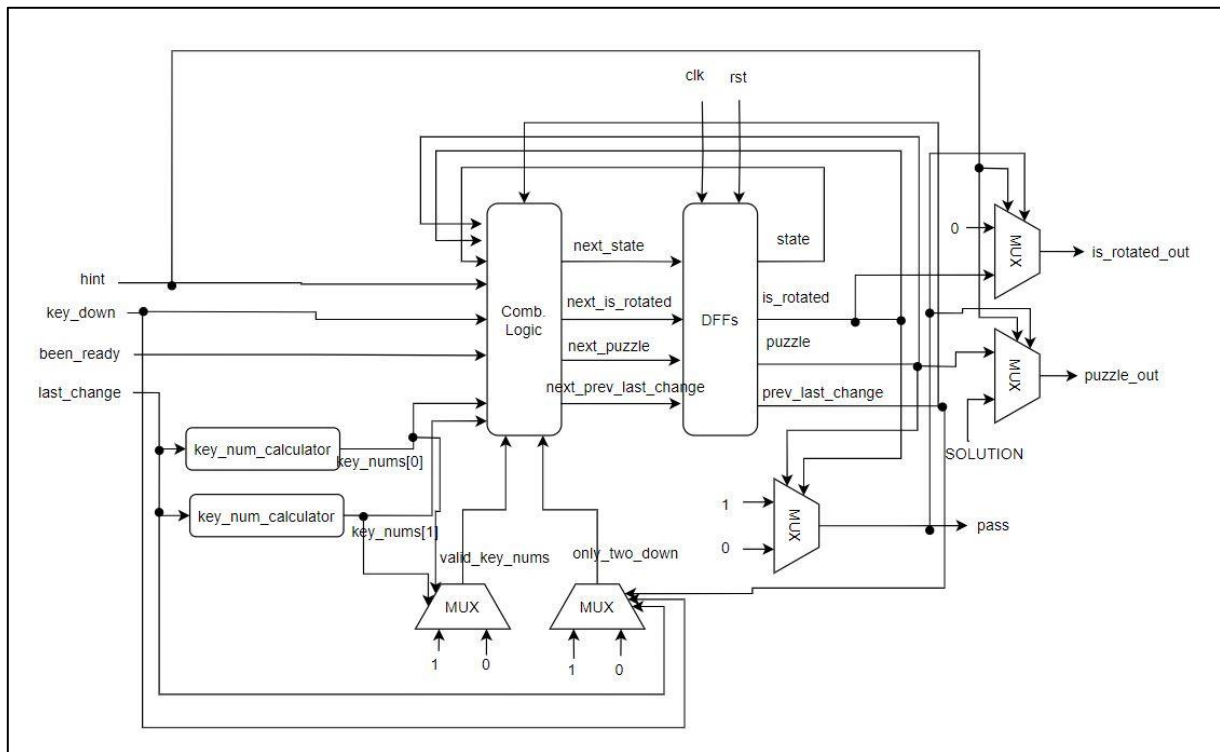 clk
rst
hint
key_down
been_ready
last_change
key_num_calculator
key_nums[0]
key_num_calculator
key_nums[1]
Comb.
Logic
next_state
next_is_rotated
next_puzzle
next_prev_last_change
DFFs
state
is_rotated
puzzle
prev_last_change
0
MUX
is_rotated_out
MUX
puzzle_out
SOLUTION
1
0
MUX
pass
valid_key_nums
only_two_down
MUX
1
0
MUX
1
0